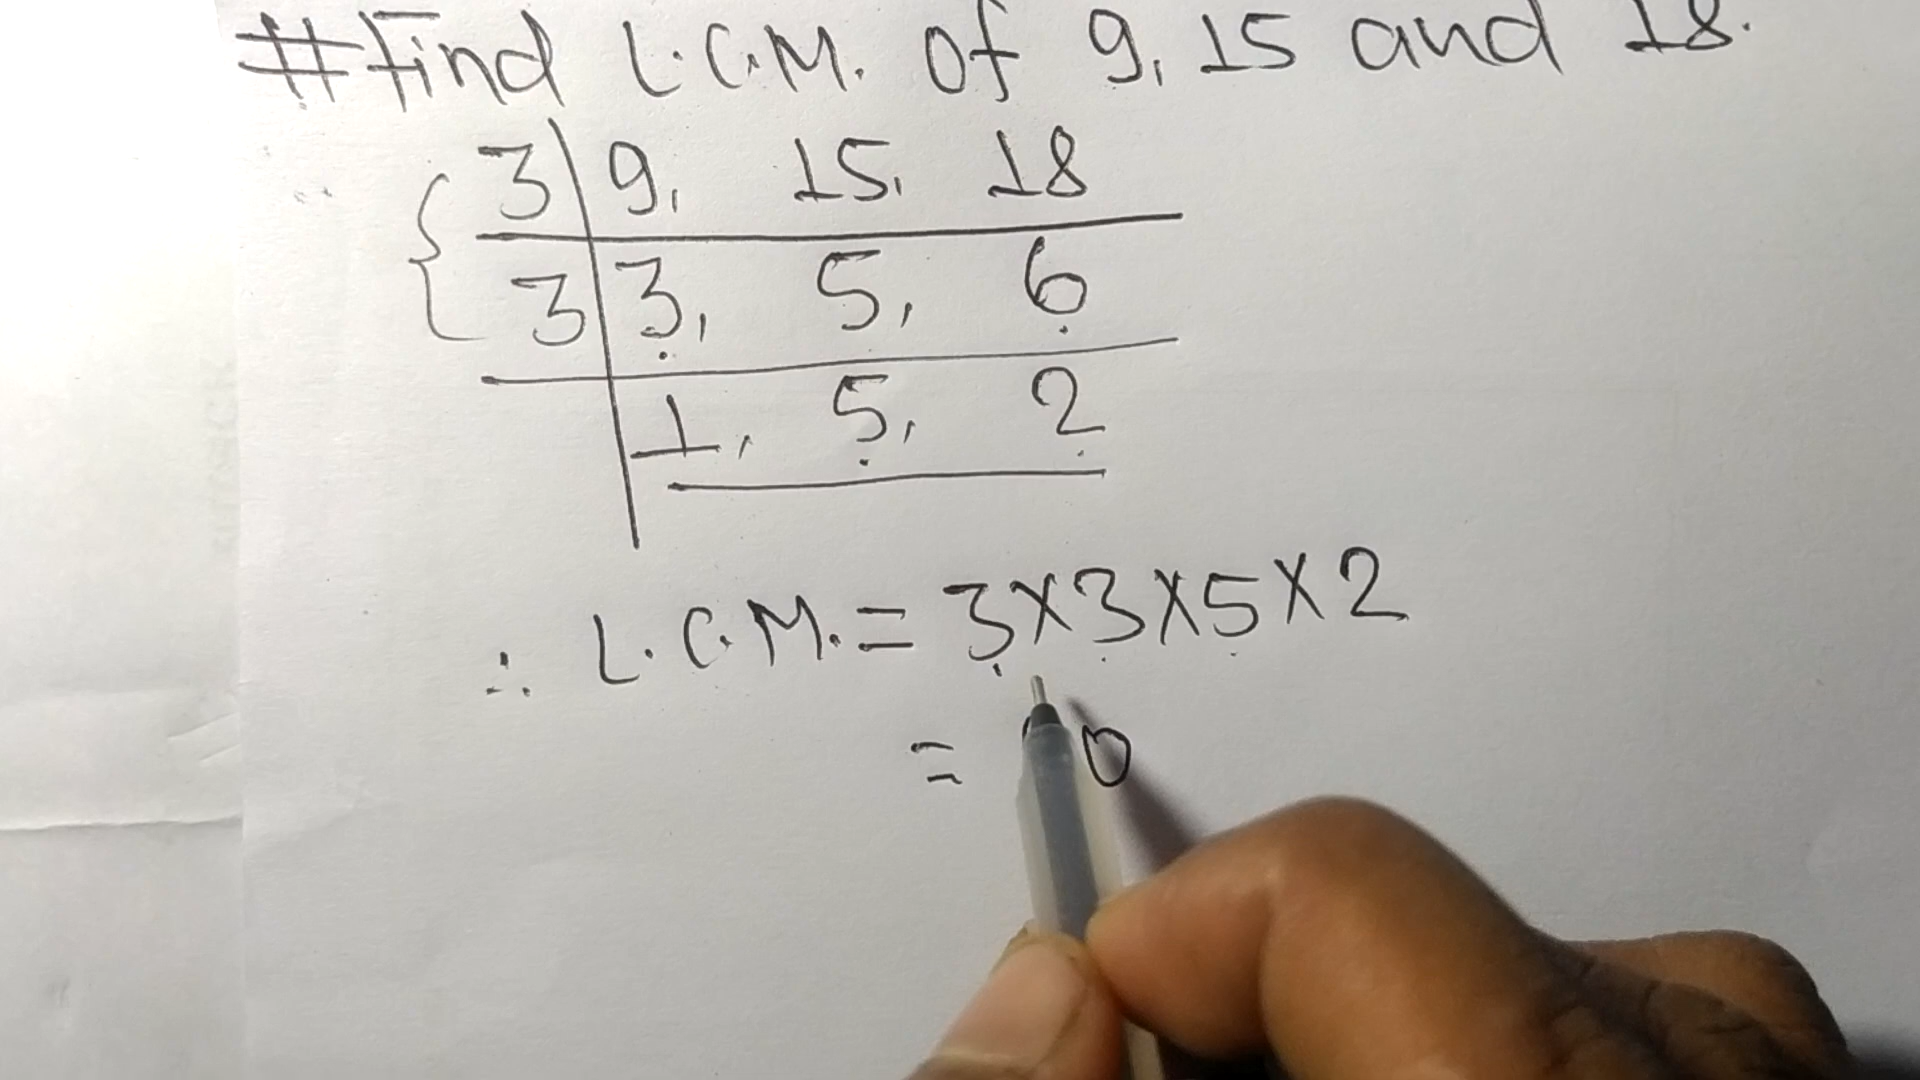 #Find L.C.M. of 9, 15 and 18.
3 9, 15, 18
3 3, 5, 6
1, 5, 2
∴ L.C.M. = 3×3×5×2
= 0